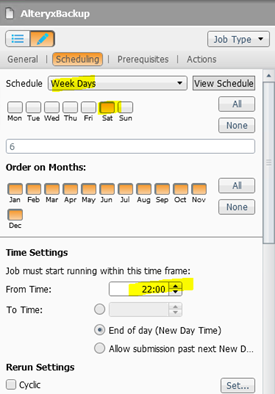 AlteryxBackup
Job Type
General | Scheduling | Prerequisites | Actions
Schedule Week Days View Schedule
Mon Tue Wed Thu Fri Sat Sun
All
None
6
Order on Months:
Jan Feb Mar Apr May Jun Jul Aug Sep Oct Nov
Dec
All
None
Time Settings
Job must start running within this time frame:
From Time: 22:00
To Time:
End of day (New Day Time)
Allow submission past next New D...
Rerun Settings
Cyclic Set...